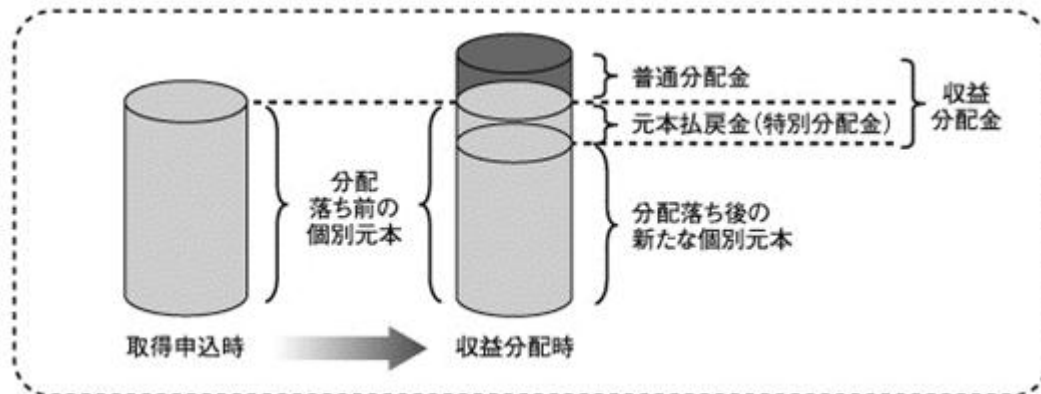 普通分配金
元本払戻金(特別分配金)
収益
分配金
分配
落ち前の
個別元本
分配落ち後の
新たな個別元本
取得申込時
収益分配時